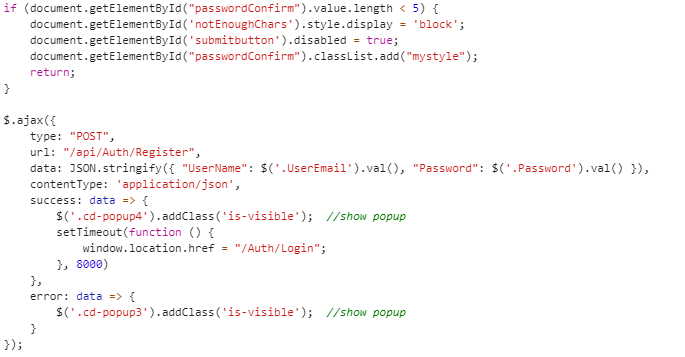 if (document.getElementById("passwordConfirm").value.length < 5) {
    document.getElementById('notEnoughChars').style.display = 'block';
    document.getElementById('submitbutton').disabled = true;
    document.getElementById("passwordConfirm").classList.add("mystyle");
    return;
}

$.ajax({
    type: "POST",
    url: "/api/Auth/Register",
    data: JSON.stringify({ "UserName": $('.UserEmail').val(), "Password": $('.Password').val() }),
    contentType: 'application/json',
    success: data => {
        $('.cd-popup4').addClass('is-visible');  //show popup
        setTimeout(function () {
            window.location.href = "/Auth/Login";
        }, 8000)
    },
    error: data => {
        $('.cd-popup3').addClass('is-visible');  //show popup
    }
});